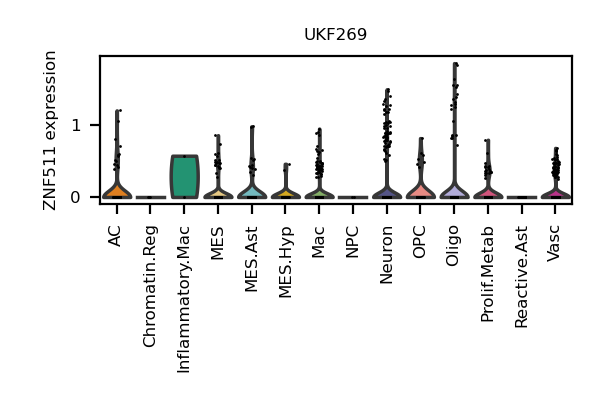 UKF269
ZNF511 expression
1
0
AC
Chromatin.Reg
Inflammatory.Mac
MES
MES.Ast
MES.Hyp
Mac
NPC
Neuron
OPC
Oligo
Prolif.Metab
Reactive.Ast
Vasc